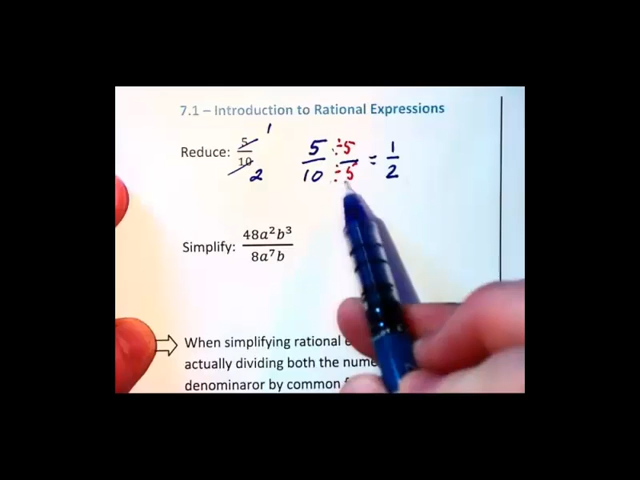 7.1 – Introduction to Rational Expressions
Reduce: 5/10 1 2 5/10 ÷5/÷5 = 1/2
Simplify: 48a²b³/8a⁷b
When simplifying rational
actually dividing both the
denominaror by common